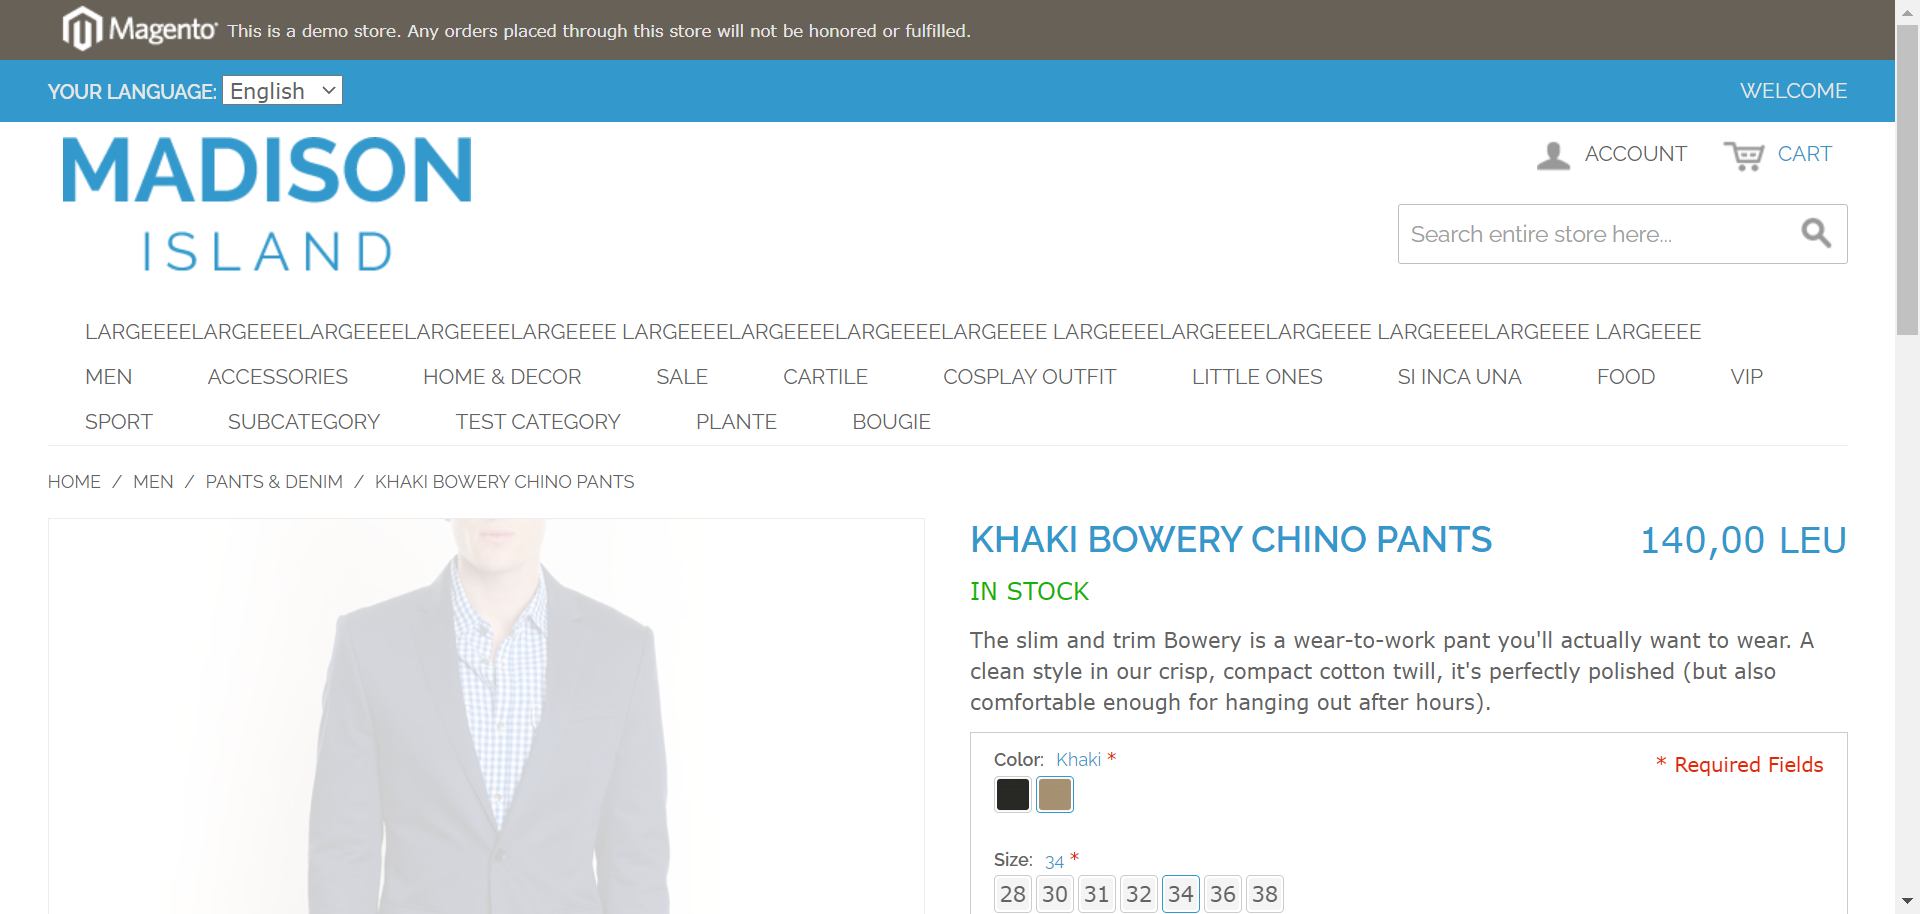 Magento This is a demo store. Any orders placed through this store will not be honored or fulfilled.
YOUR LANGUAGE: English WELCOME
MADISON
ISLAND
ACCOUNT CART
Search entire store here...
LARGEEEELARGEEEELARGEEEELARGEEEELARGEEEE LARGEEEELARGEEEELARGEEEELARGEEEE LARGEEEELARGEEEELARGEEEE LARGEEEELARGEEEE LARGEEEE
MEN ACCESSORIES HOME & DECOR SALE CARTILE COSPLAY OUTFIT LITTLE ONES SI INCA UNA FOOD VIP
SPORT SUBCATEGORY TEST CATEGORY PLANTE BOUGIE
HOME / MEN / PANTS & DENIM / KHAKI BOWERY CHINO PANTS
KHAKI BOWERY CHINO PANTS 140,00 LEU
IN STOCK
The slim and trim Bowery is a wear-to-work pant you'll actually want to wear. A
clean style in our crisp, compact cotton twill, it's perfectly polished (but also
comfortable enough for hanging out after hours).
Color: Khaki *
* Required Fields
Size: 34 *
28 30 31 32 34 36 38